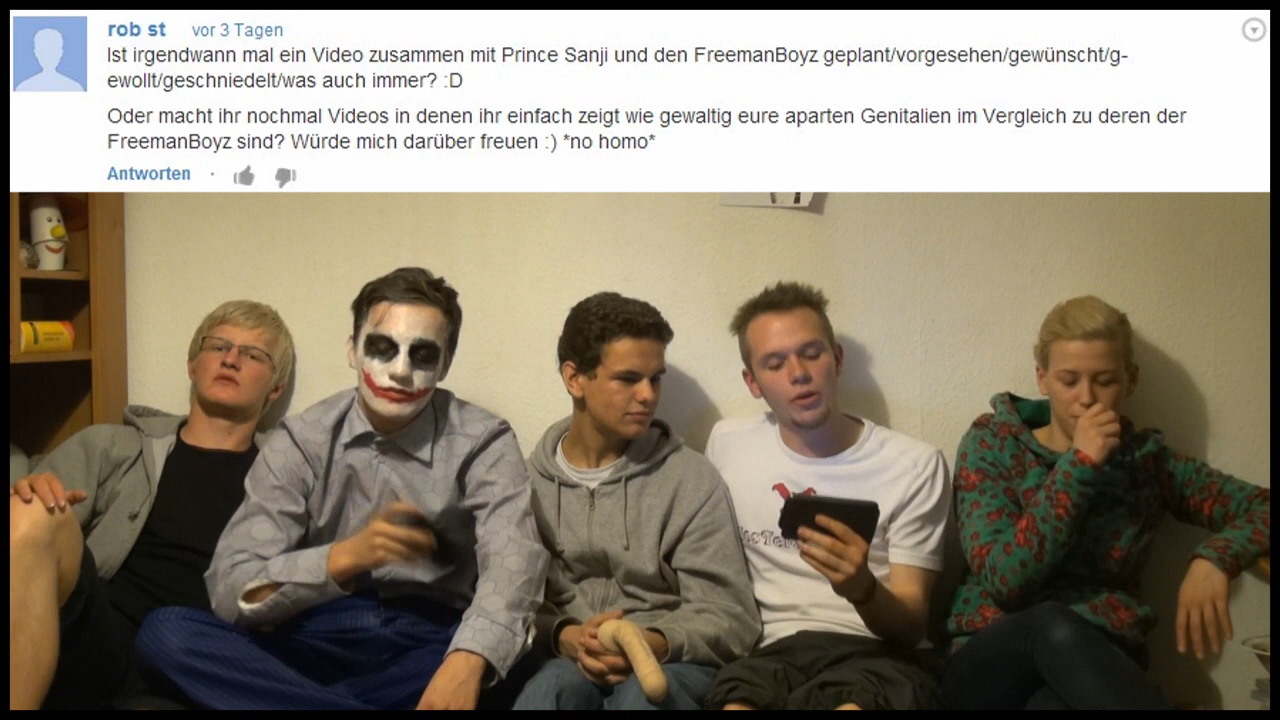 rob st vor 3 Tagen
Ist irgendwann mal ein Video zusammen mit Prince Sanji und den FreemanBoyz geplant/vorgesehen/gewünscht/g-
ewollt/geschniedelt/was auch immer? :D
Oder macht ihr nochmal Videos in denen ihr einfach zeigt wie gewaltig eure aparten Genitalien im Vergleich zu deren der
FreemanBoyz sind? Würde mich darüber freuen :) *no homo*
Antworten ·